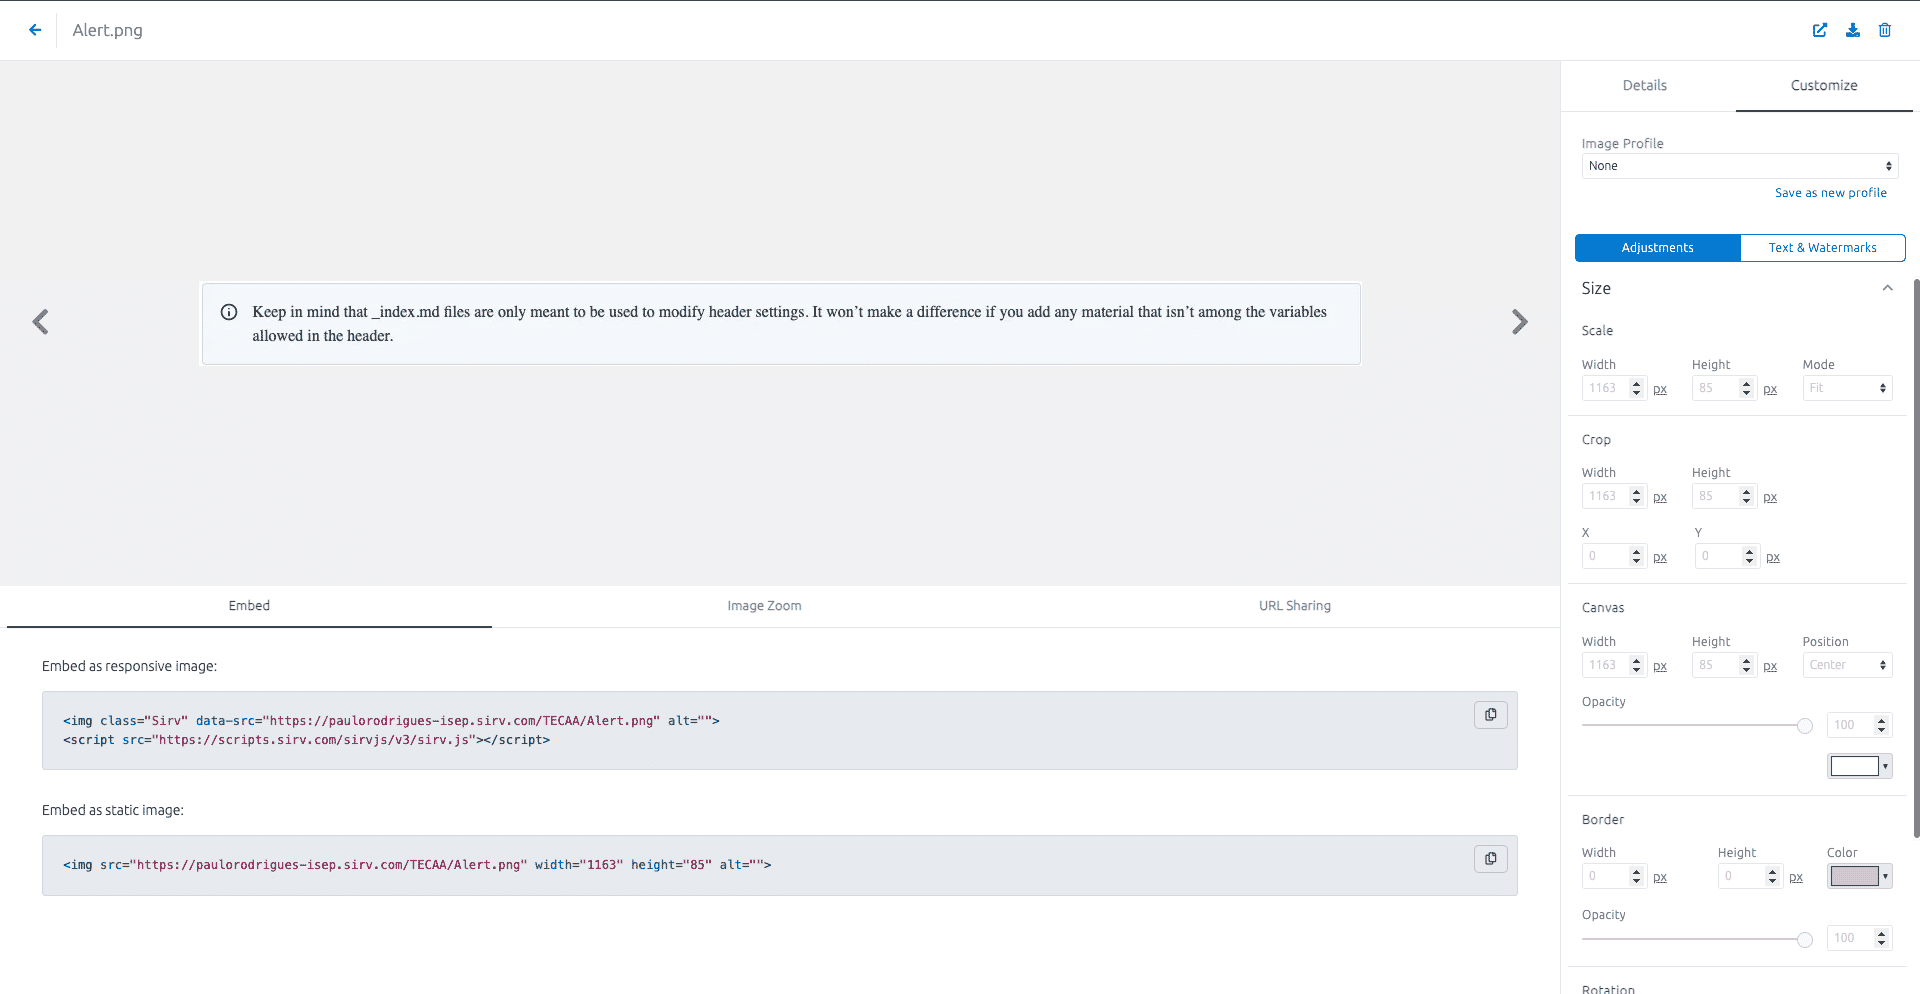 Alert.png
Details
Customize
Image Profile
None
Save as new profile
Adjustments
Text & Watermarks
Size
Scale
Width
Height
Mode
1163
px
85
px
Fit
Crop
Width
Height
1163
px
85
px
X
Y
0
px
0
px
Canvas
Width
Height
Position
1163
px
85
px
Center
Opacity
100
Border
Width
Height
Color
0
px
0
px
Opacity
100
Rotation
Keep in mind that _index.md files are only meant to be used to modify header settings. It won’t make a difference if you add any material that isn’t among the variables
allowed in the header.
Embed
Image Zoom
URL Sharing
Embed as responsive image:
<img class="Sirv" data-src="https://paulorodrigues-isep.sirv.com/TECAA/Alert.png" alt="">
<script src="https://scripts.sirv.com/sirvjs/v3/sirv.js"></script>
Embed as static image:
<img src="https://paulorodrigues-isep.sirv.com/TECAA/Alert.png" width="1163" height="85" alt="">